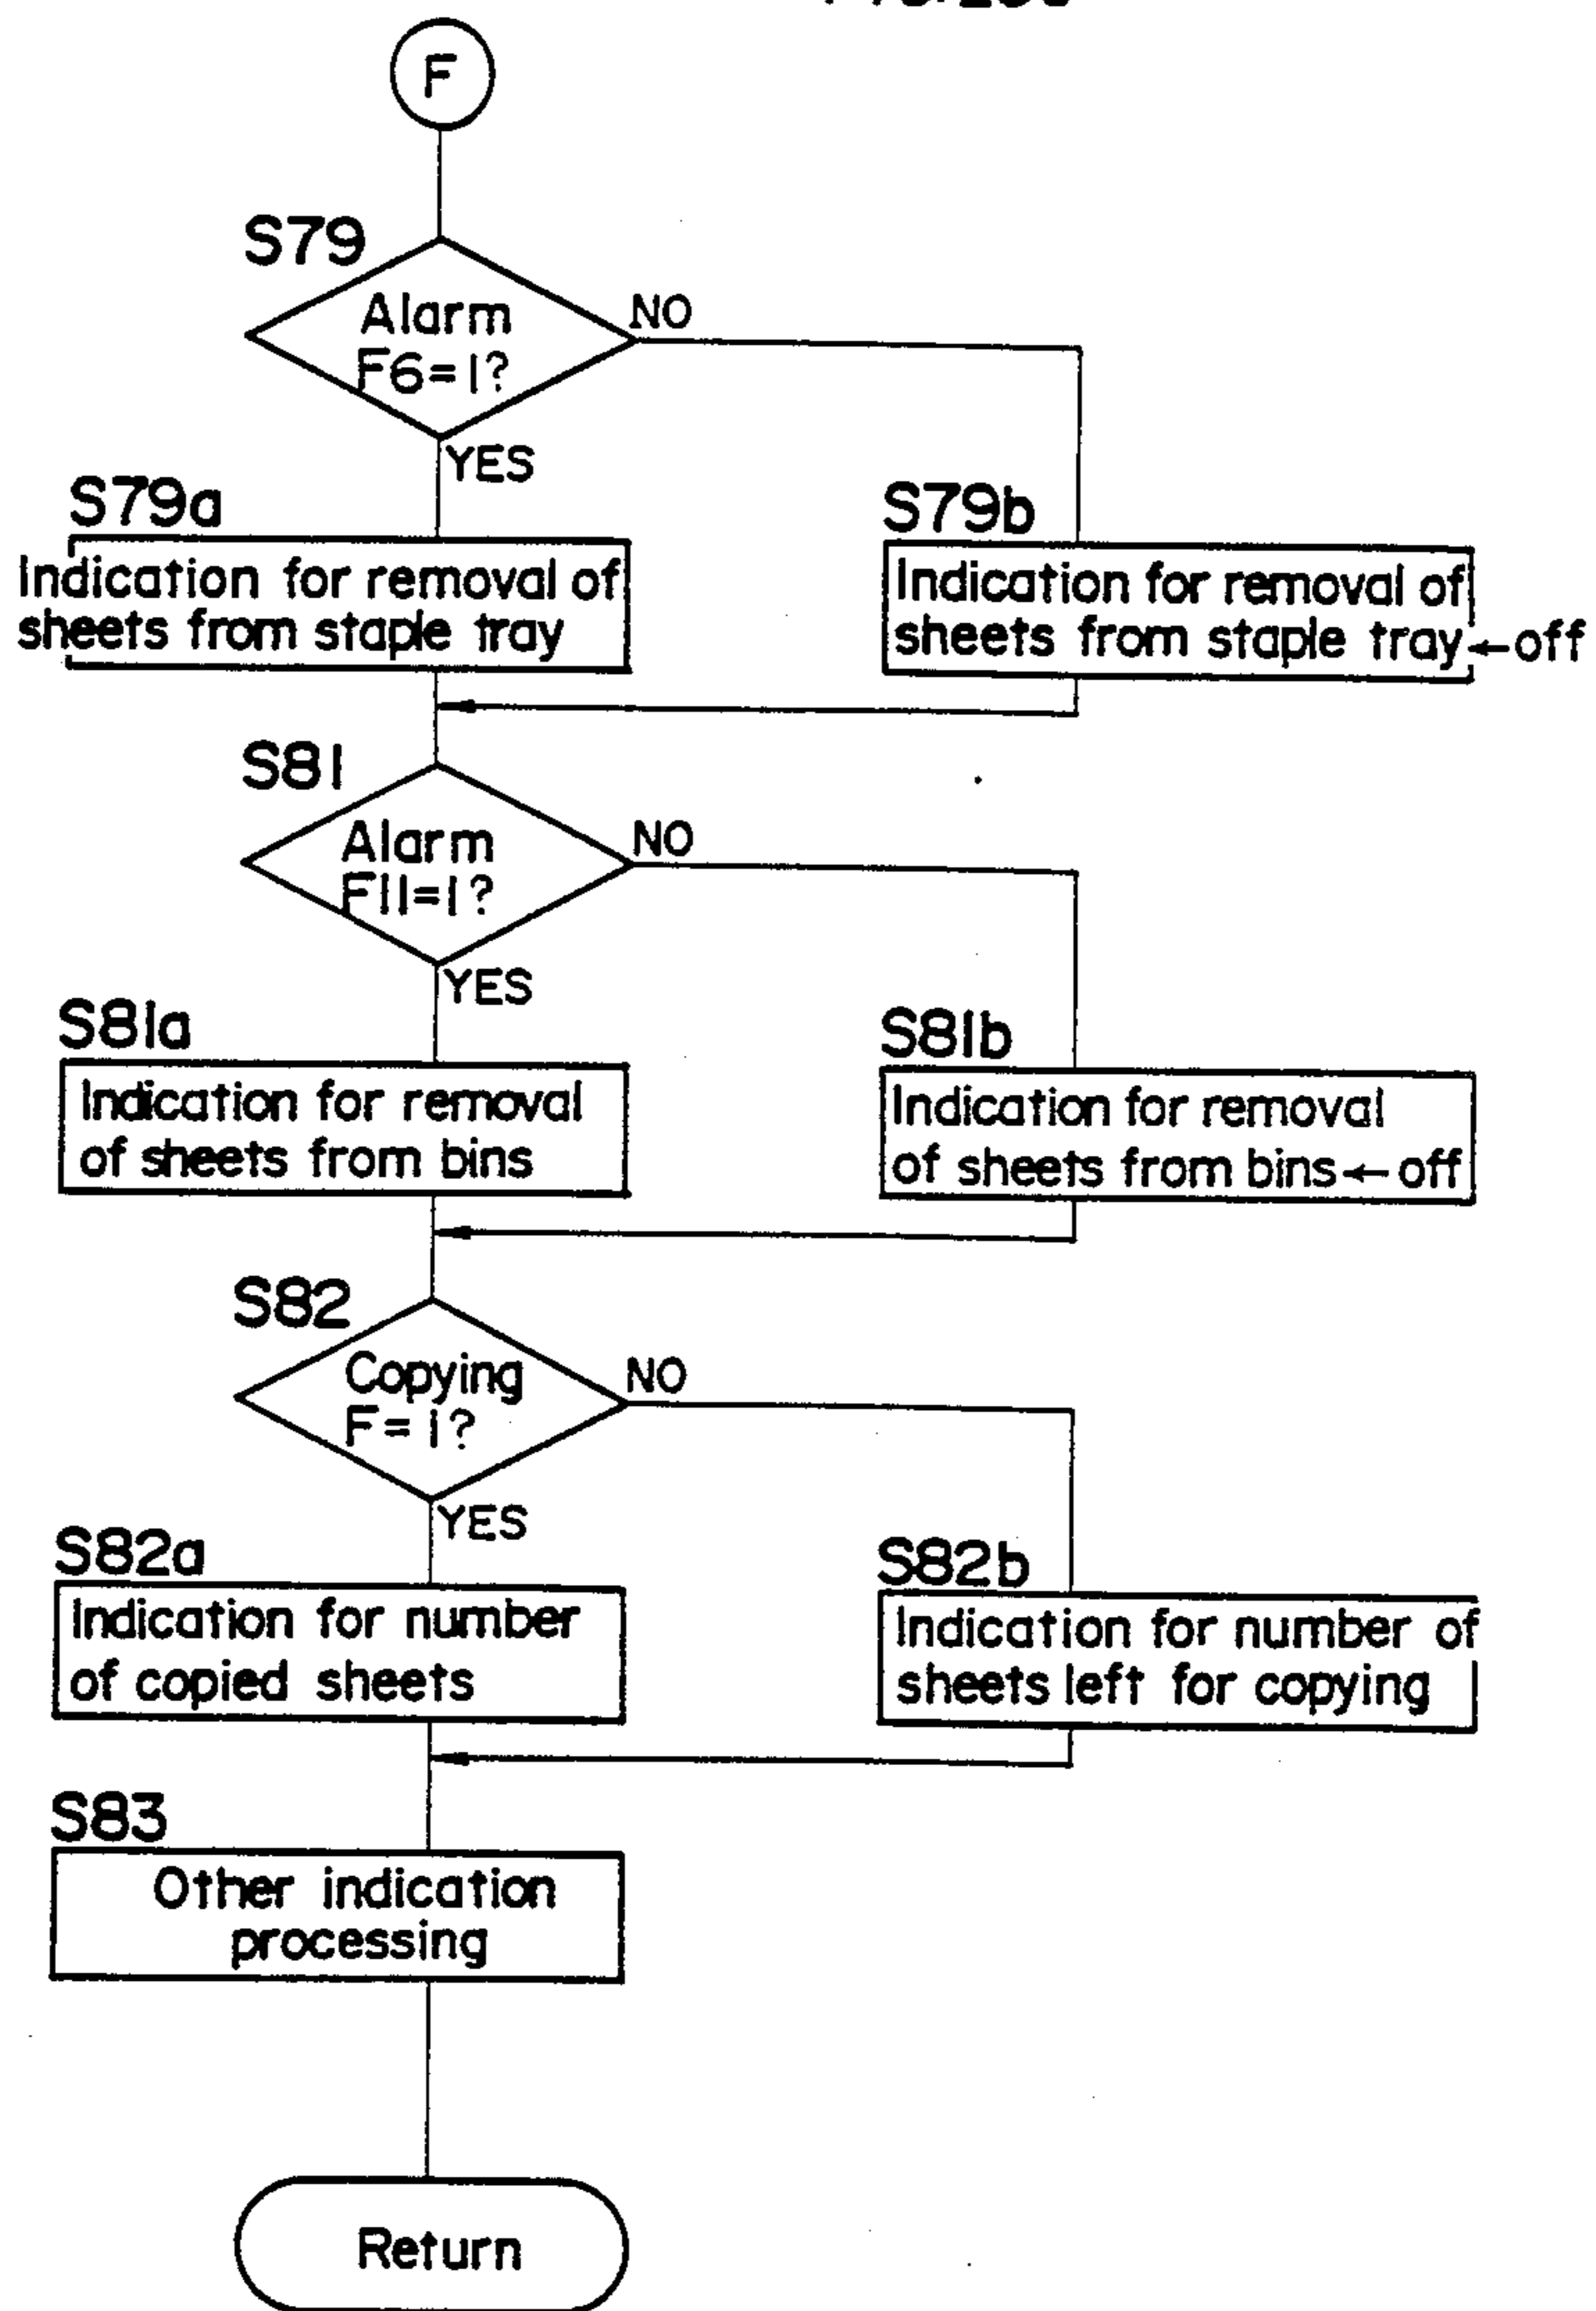 F
S79
Alarm
F6=1?
NO
YES
S79a
Indication for removal of
sheets from staple tray
S79b
Indication for removal of
sheets from staple tray←off
S81
Alarm
F11=1?
NO
YES
S81a
Indication for removal
of sheets from bins
S81b
Indication for removal
of sheets from bins←off
S82
Copying
F=1?
NO
YES
S82a
Indication for number
of copied sheets
S82b
Indication for number of
sheets left for copying
S83
Other indication
processing
Return